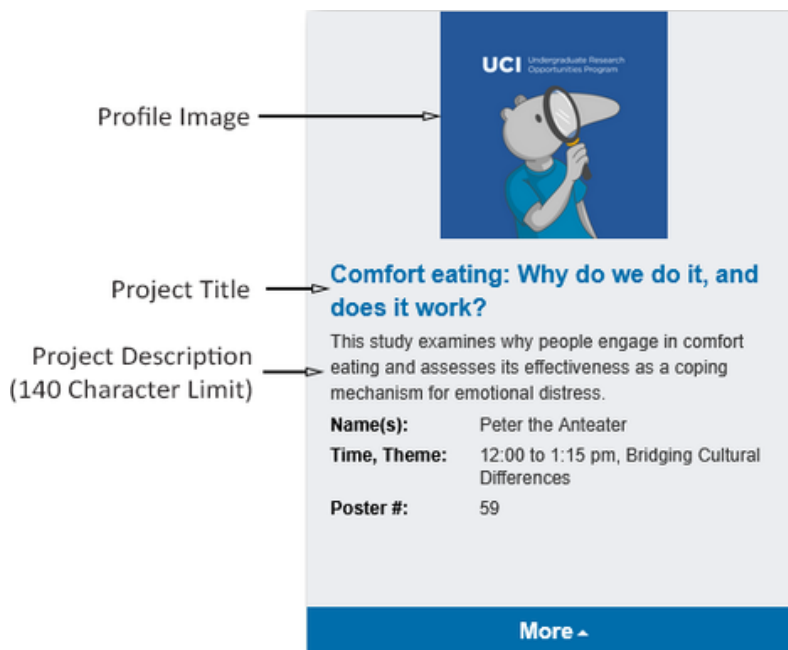 UCI Undergraduate Research
Opportunities Program
Profile Image
Project Title
Comfort eating: Why do we do it, and
does it work?
Project Description
(140 Character Limit)
This study examines why people engage in comfort
eating and assesses its effectiveness as a coping
mechanism for emotional distress.
Name(s): Peter the Anteater
Time, Theme: 12:00 to 1:15 pm, Bridging Cultural
Differences
Poster #: 59
More